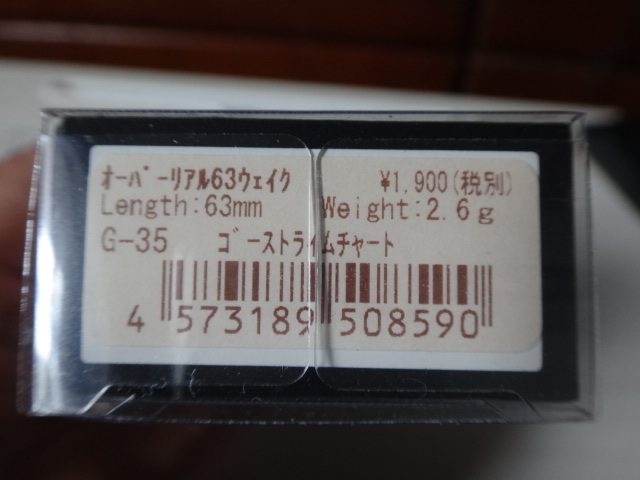 ｵｰﾊﾞｰﾘｱﾙ63ｳｪｲｸ ¥1,900(税別)
Length:63mm Weight:2.6g
G-35 ｺﾞｰｽﾄﾗｲﾑﾁｬｰﾄ
4 573189 508590